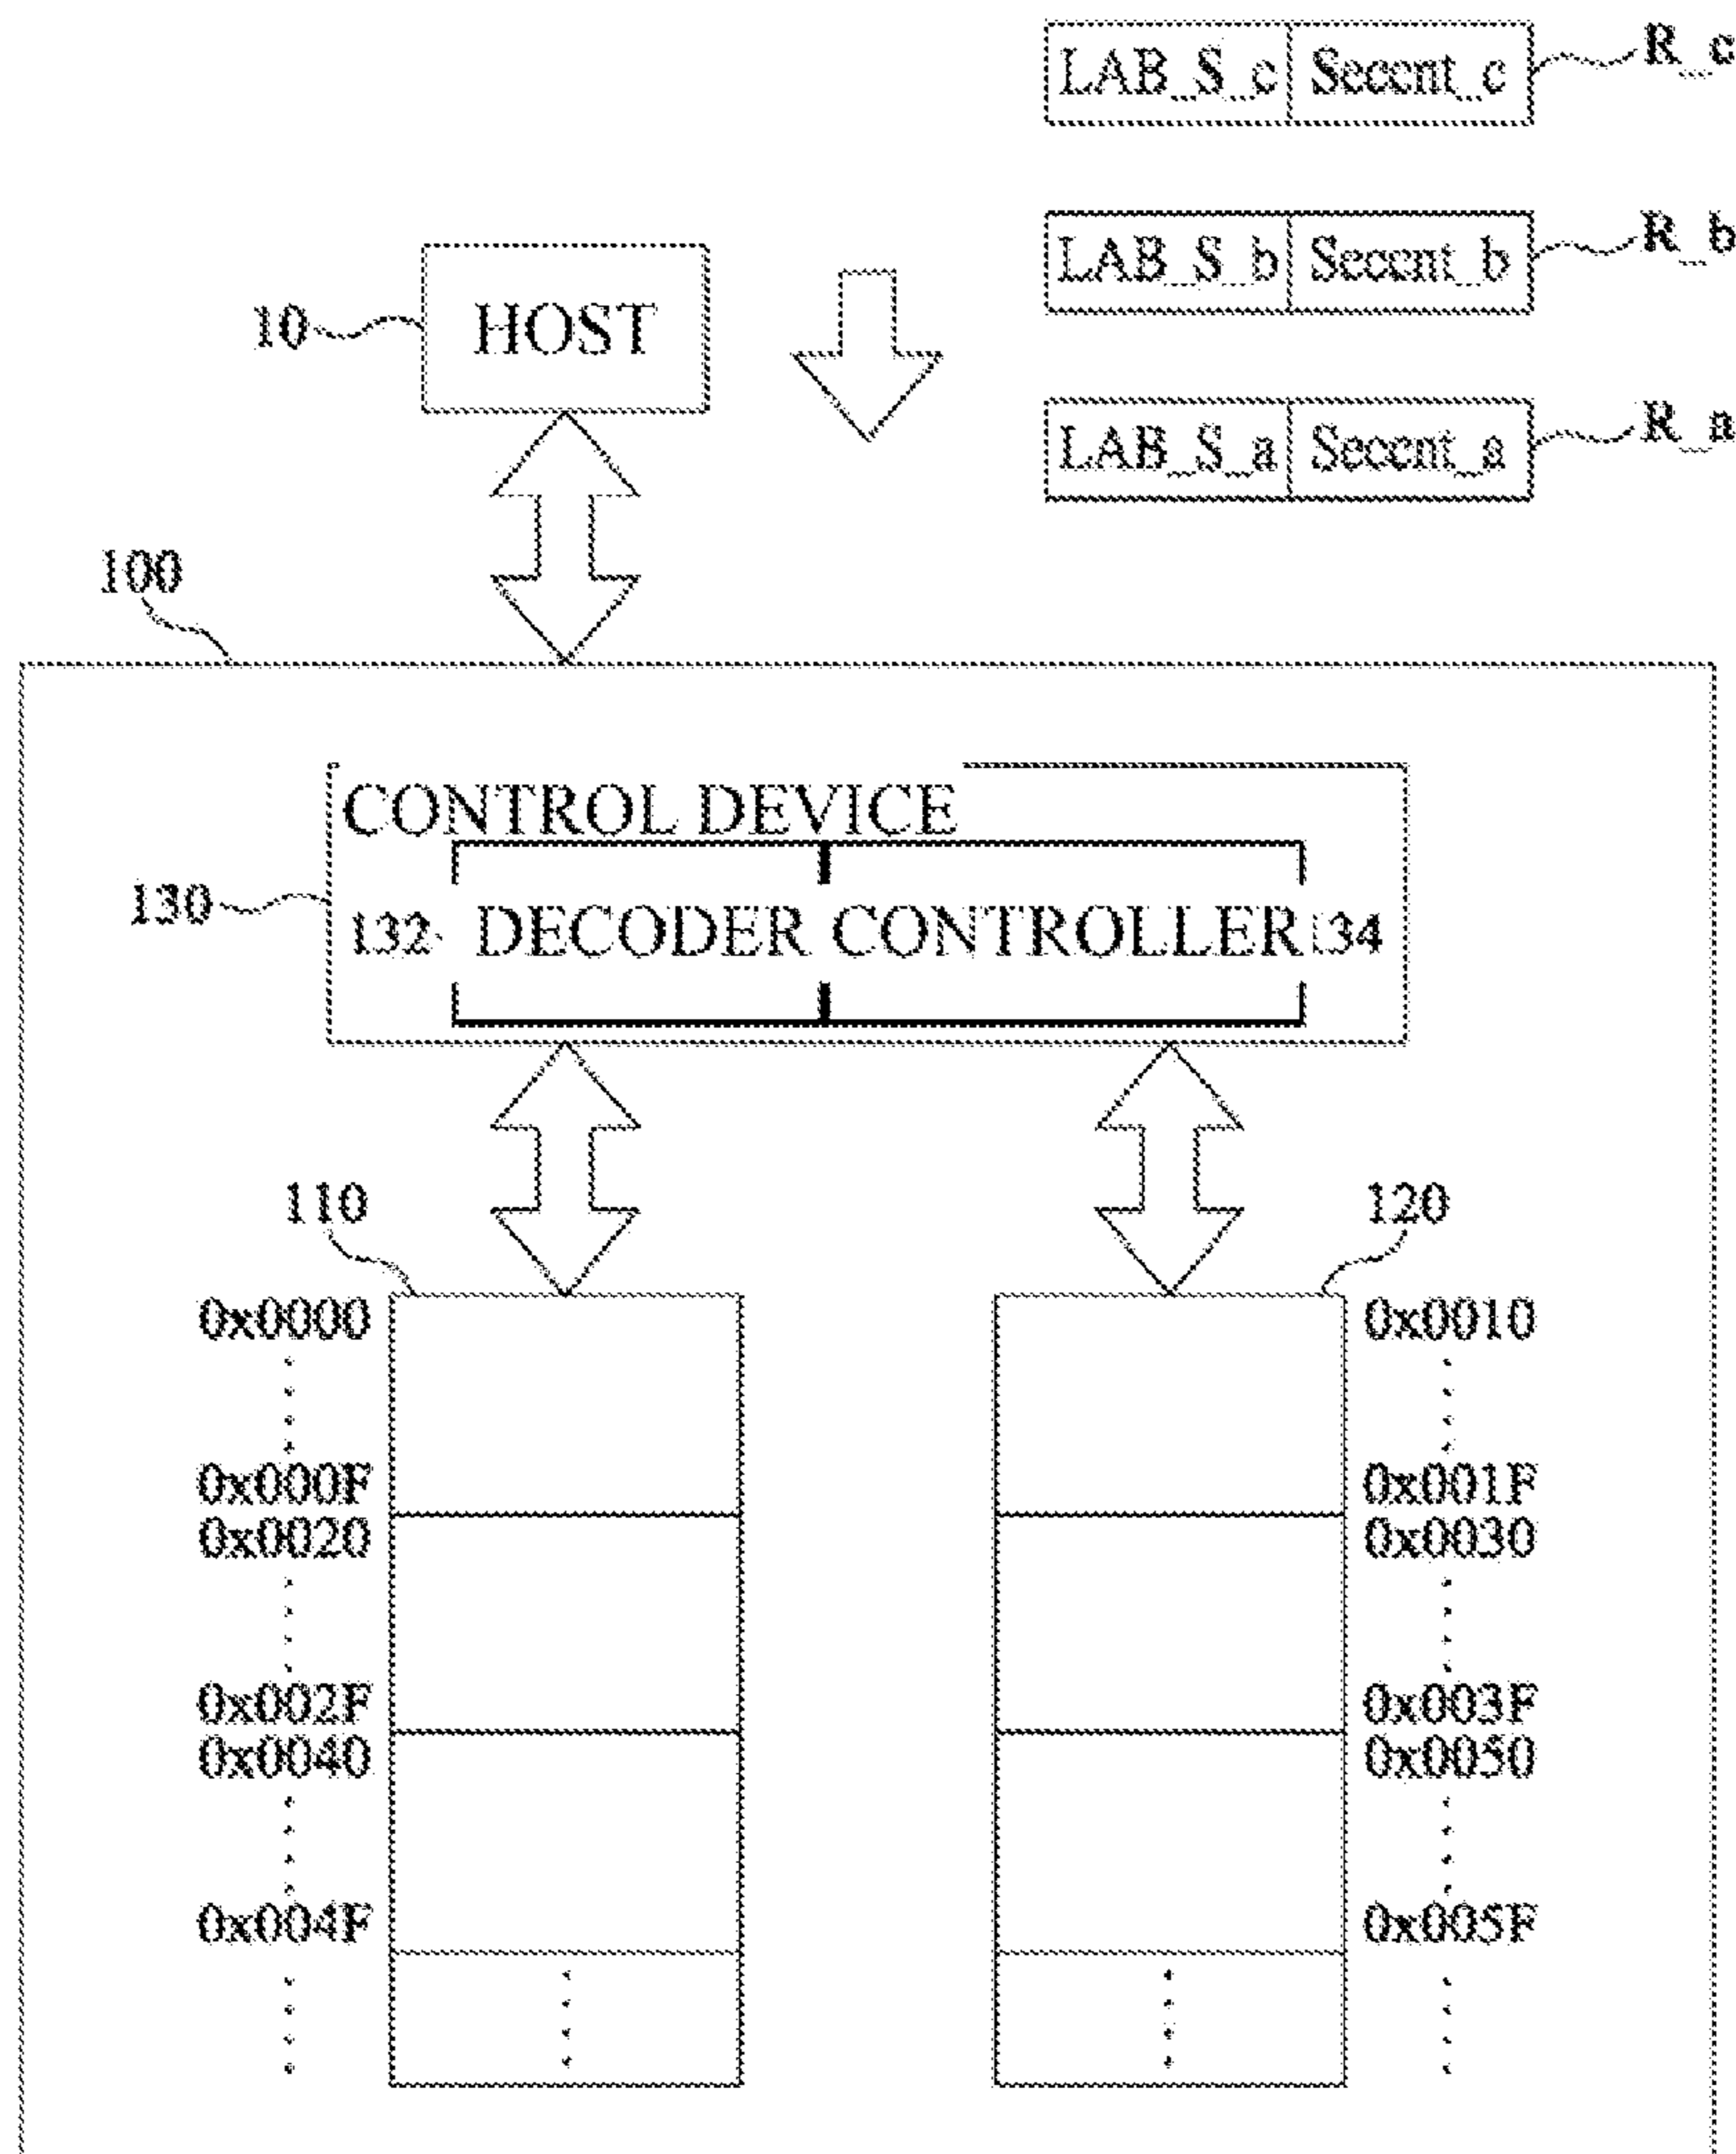 LAB_S_c Seccnt_c R_c
LAB_S_b Seccnt_b R_b
10 HOST
LAB_S_a Seccnt_a R_a
100
CONTROL DEVICE
130
132 DECODER CONTROLLER 134
110 120
0x0000 0x0010
0x000F 0x001F
0x0020 0x0030
0x002F 0x003F
0x0040 0x0050
0x004F 0x005F